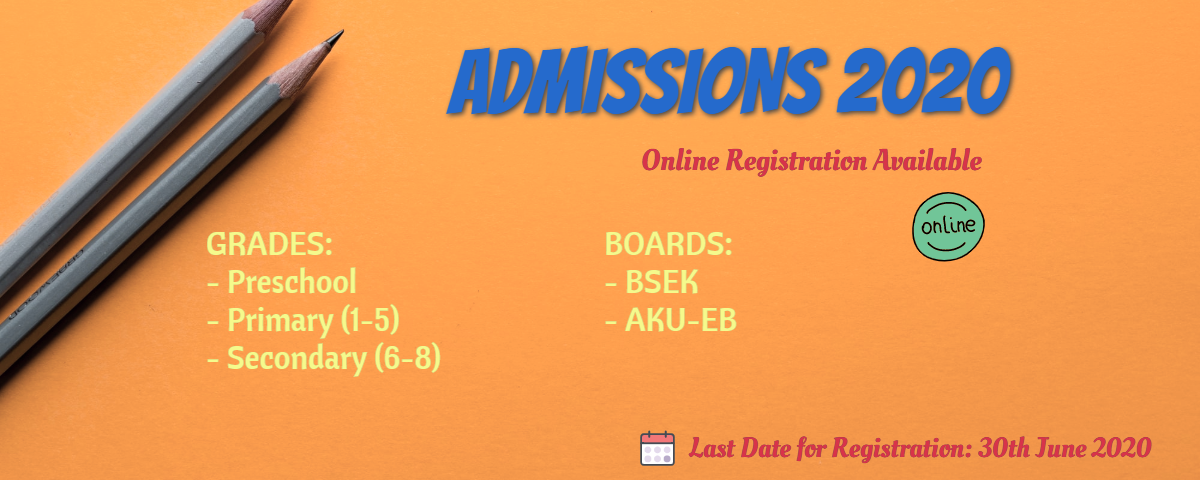 ADMISSIONS 2020
Online Registration Available
online
GRADES:
- Preschool
- Primary (1-5)
- Secondary (6-8)
BOARDS:
- BSEK
- AKU-EB
Last Date for Registration: 30th June 2020